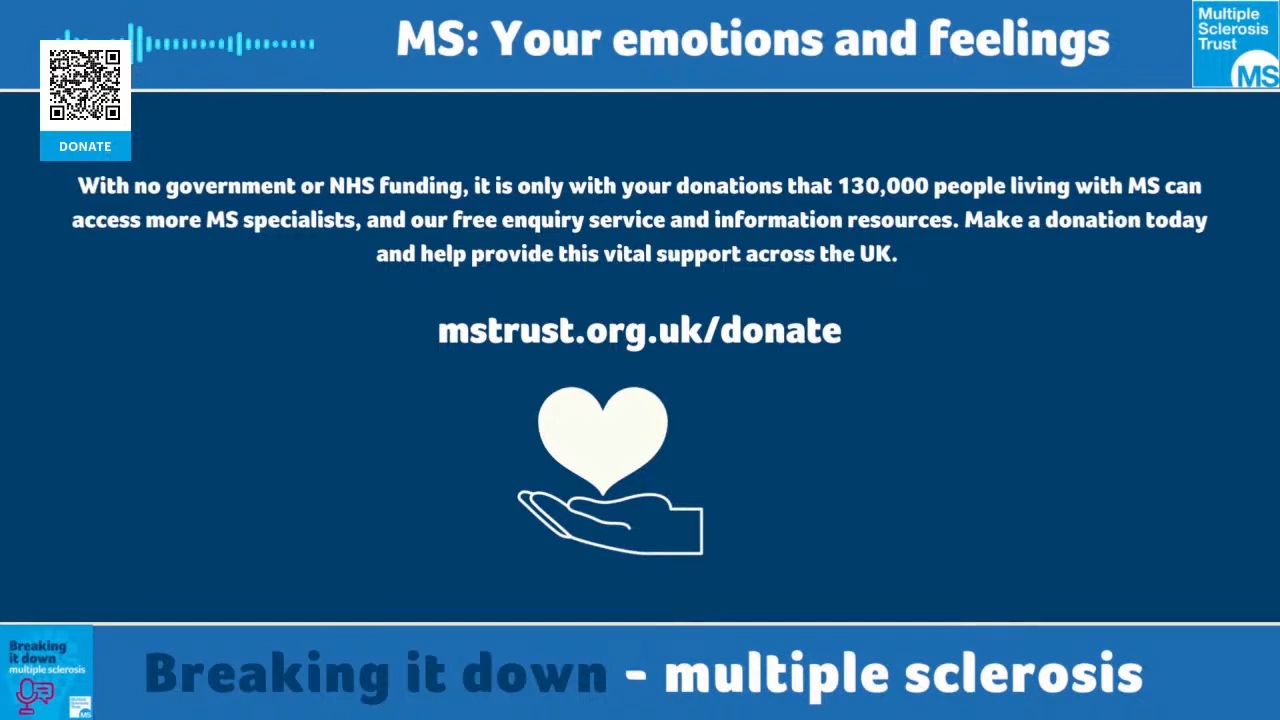 MS: Your emotions and feelings
Multiple
Sclerosis
Trust
MS
DONATE
With no government or NHS funding, it is only with your donations that 130,000 people living with MS can
access more MS specialists, and our free enquiry service and information resources. Make a donation today
and help provide this vital support across the UK.
mstrust.org.uk/donate
Breaking
it down
multiple sclerosis
MS
Breaking it down - multiple sclerosis